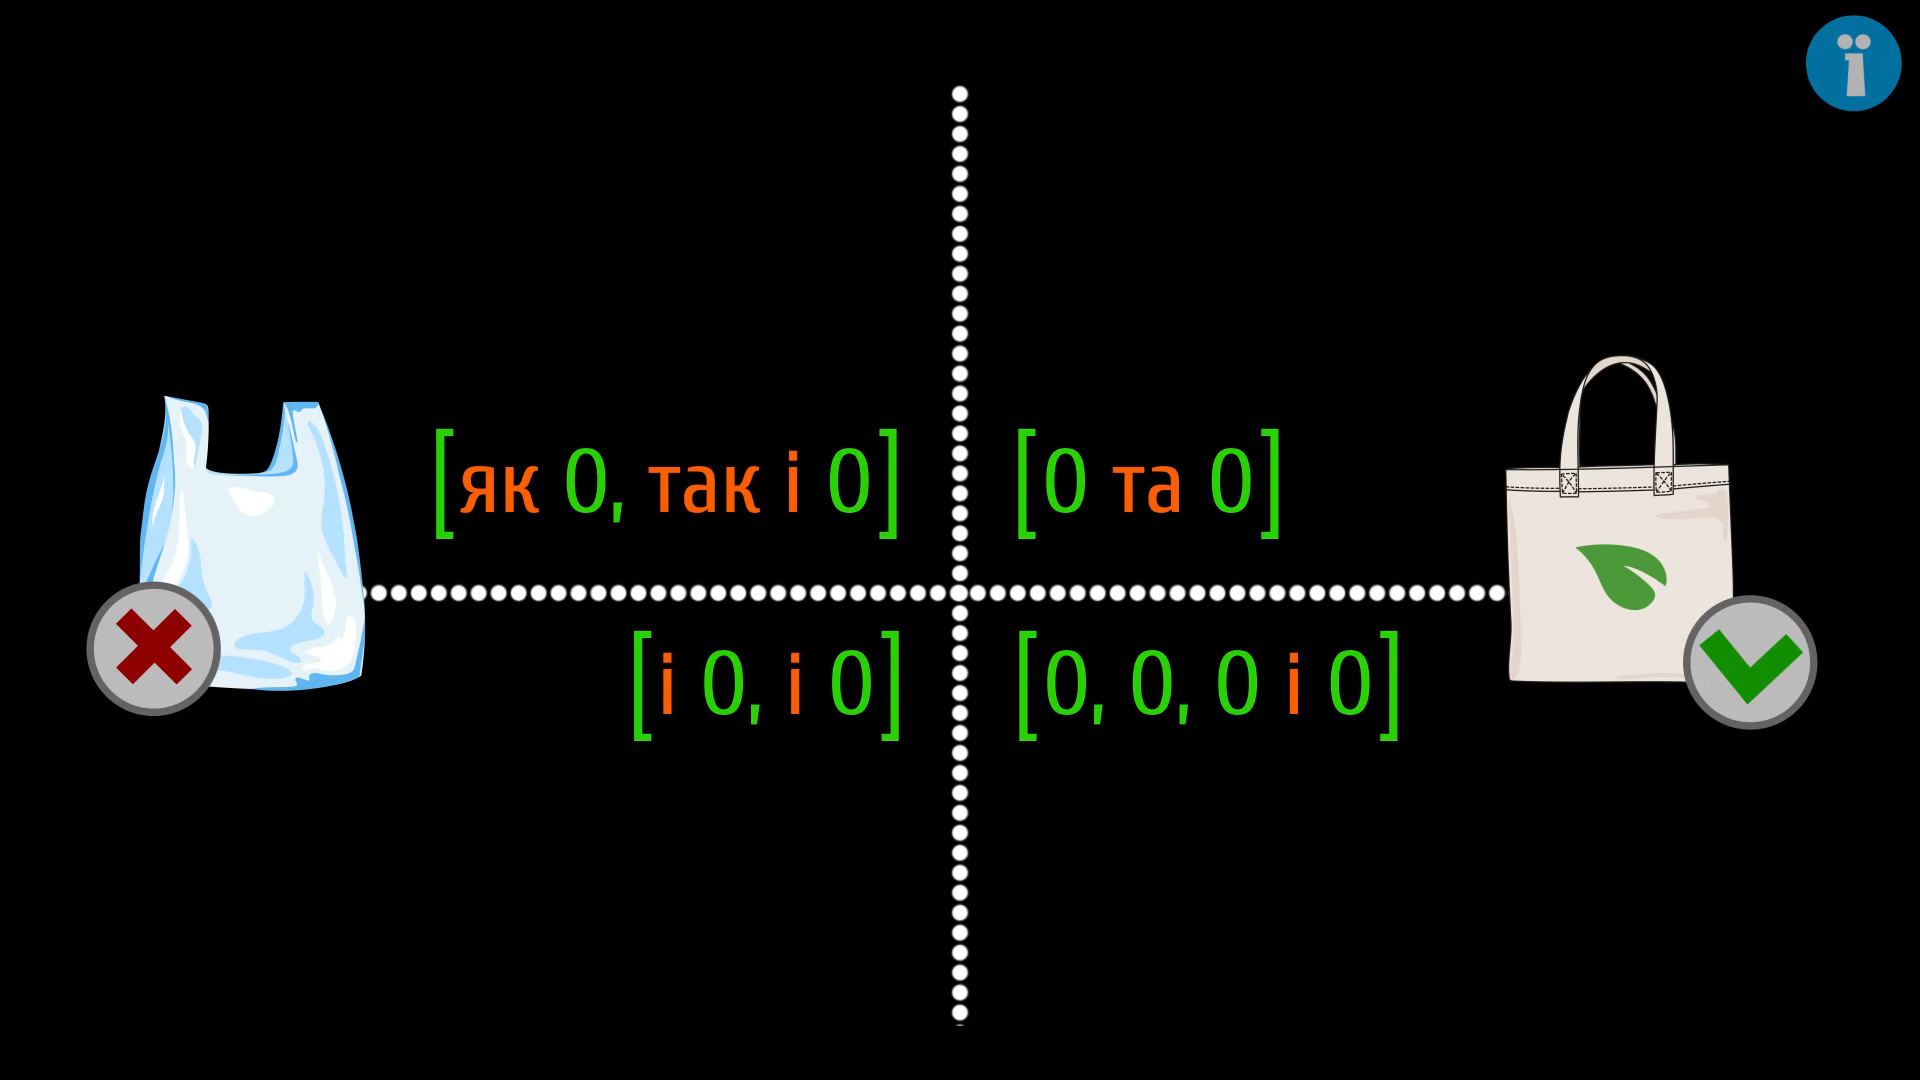 ї
[як 0, так і 0]
[0 та 0]
[і 0, і 0]
[0, 0, 0 і 0]